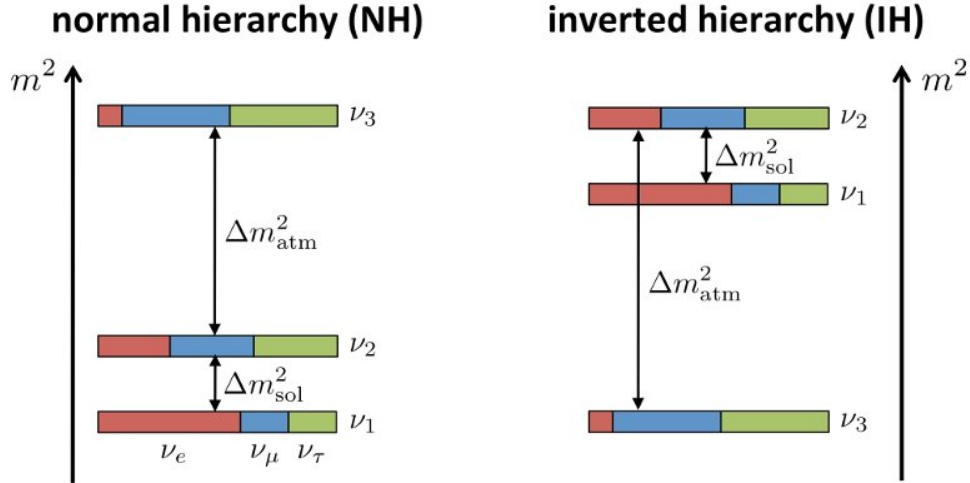 normal hierarchy (NH)
m²
ν₃
Δm²atm
ν₂
Δm²sol
ν₁
νe νμ ντ
inverted hierarchy (IH)
m²
ν₂
Δm²sol
ν₁
Δm²atm
ν₃